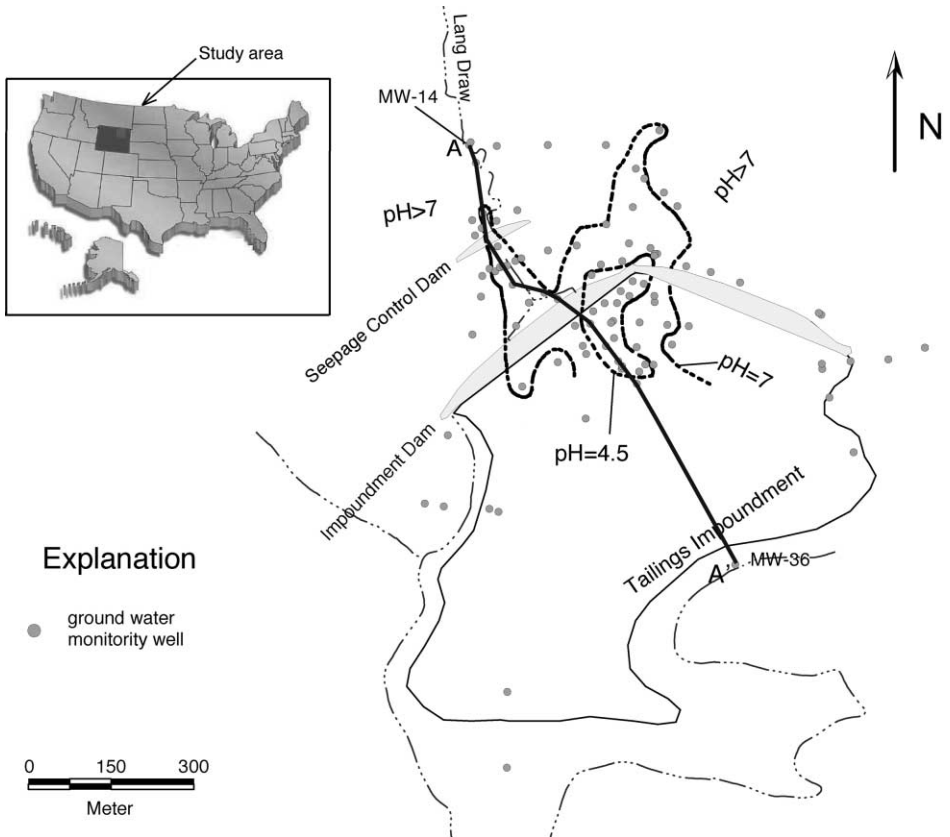 Study area
Lang Draw
MW-14
A
N
pH>7
pH>7
Seepage Control Dam
pH=7
pH=4.5
Impoundment Dam
Tailings Impoundment
A'
MW-36
Explanation
ground water
monitority well
0 150 300
Meter